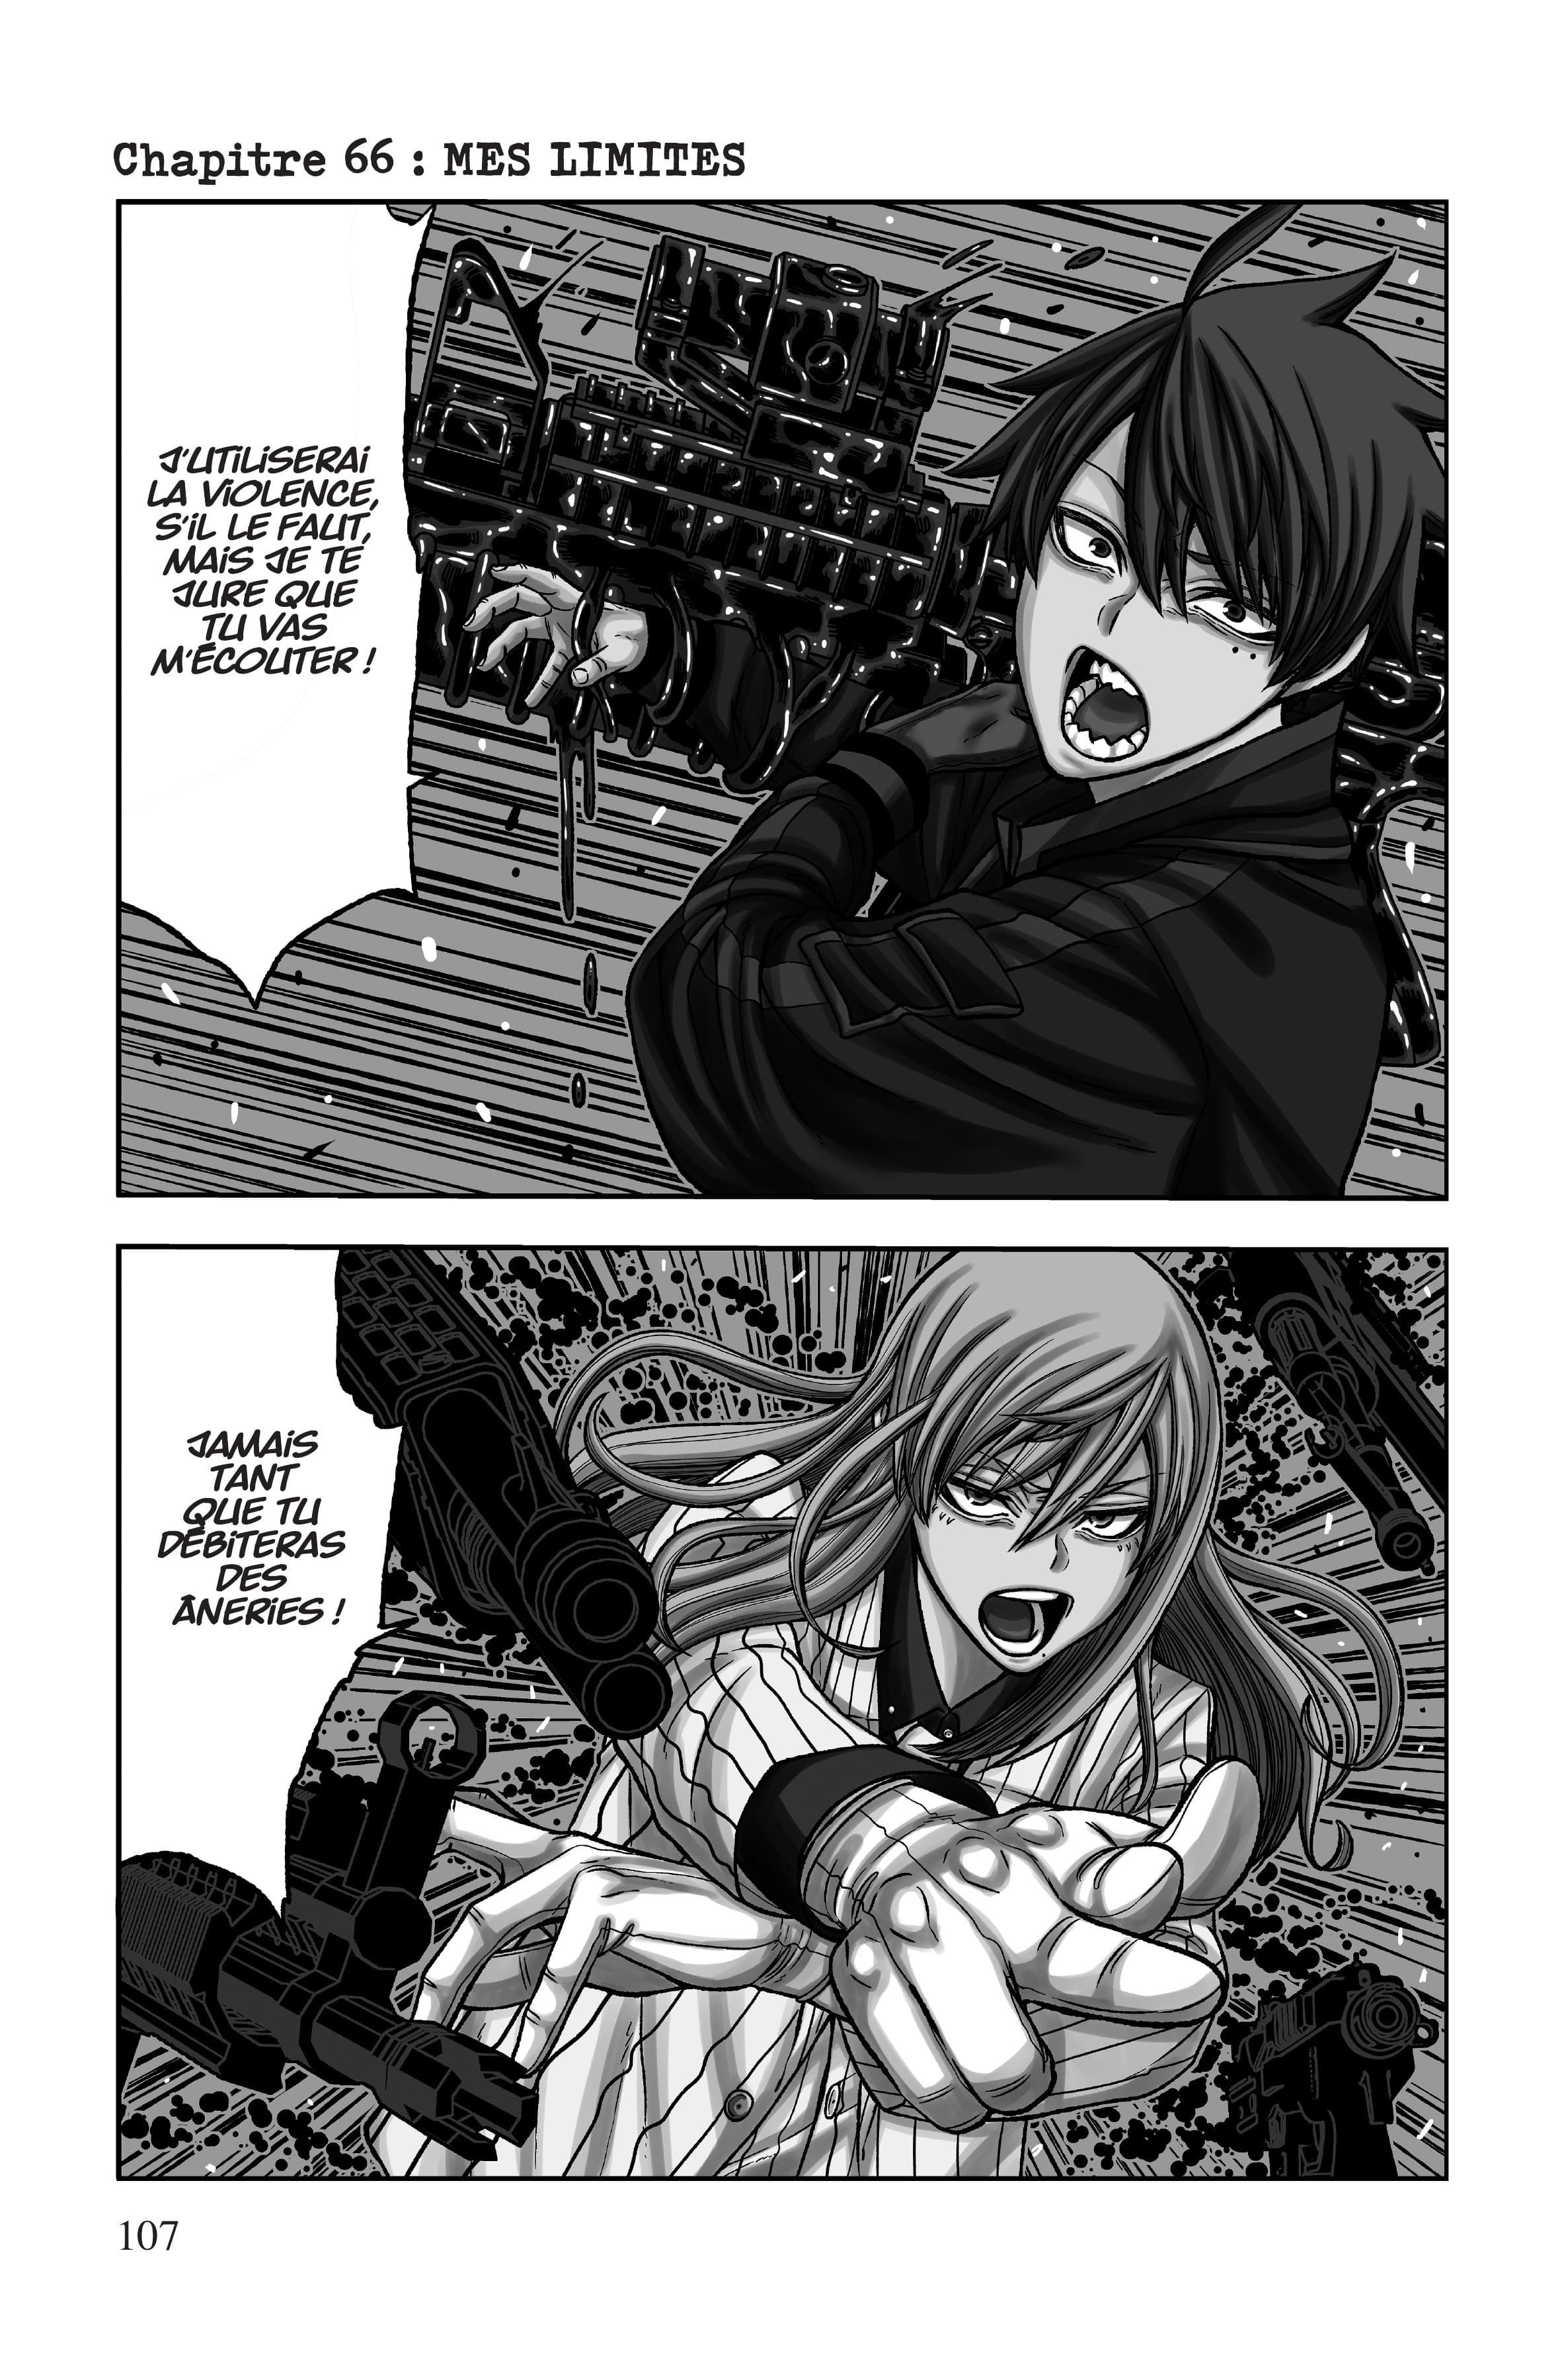 Chapitre 66 : MES LIMITES
J'UTILISERAI
LA VIOLENCE,
S'IL LE FAUT,
MAIS JE TE
JURE QUE
TU VAS
M'ÉCOUTER !
JAMAIS
TANT
QUE TU
DÉBITERAS
DES
ÂNERIES !
107